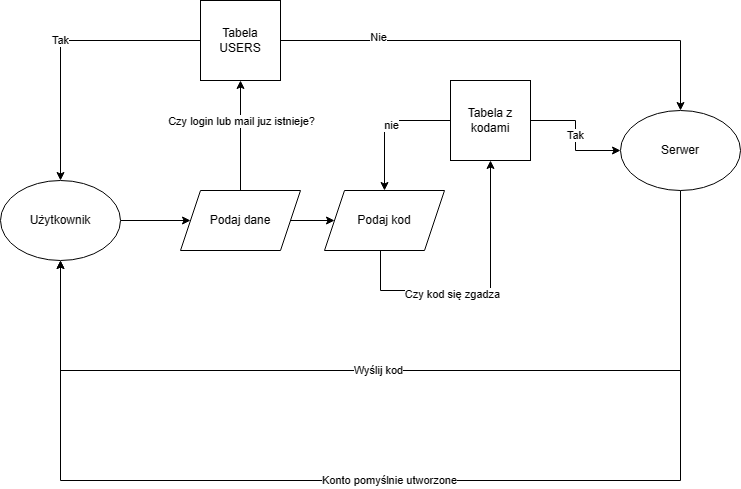 Tabela
USERS
Tak
Nie
Czy login lub mail juz istnieje?
Tabela z
kodami
nie
Tak
Serwer
Użytkownik
Podaj dane
Podaj kod
Czy kod się zgadza
Wyślij kod
Konto pomyślnie utworzone